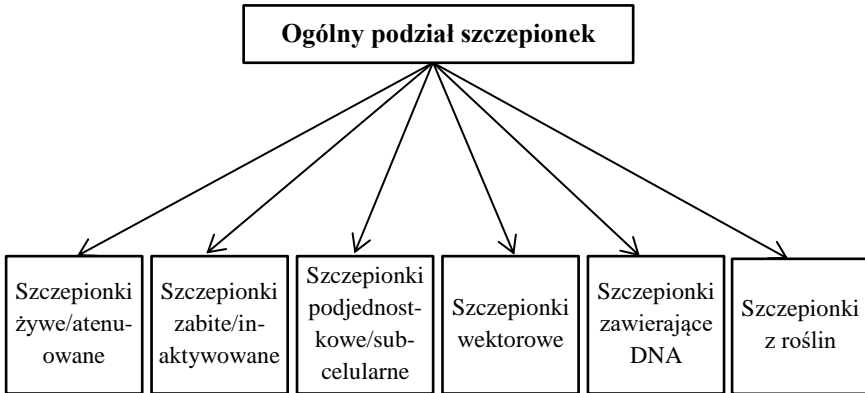 Ogólny podział szczepionek
Szczepionki
żywe/atenu-
owane
Szczepionki
zabite/in-
aktywowane
Szczepionki
podjednost-
kowe/sub-
celularne
Szczepionki
wektorowe
Szczepionki
zawierające
DNA
Szczepionki
z roślin